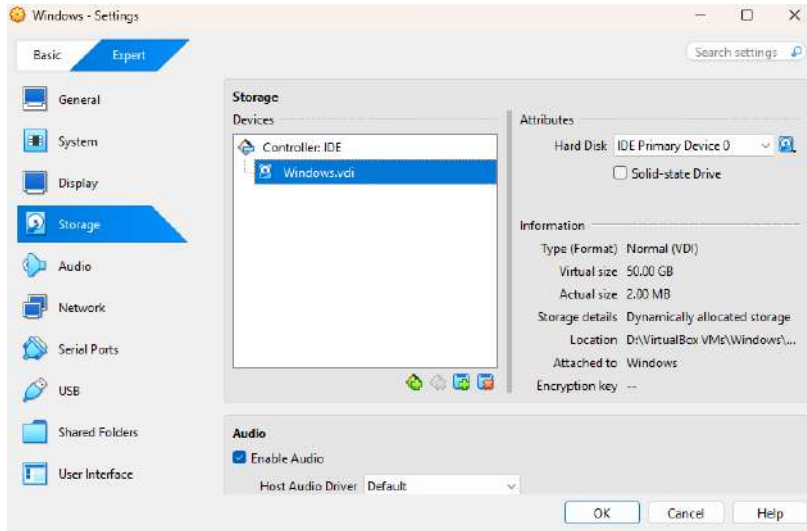 Windows - Settings
Basic
Expert
Search settings
General
System
Display
Storage
Audio
Network
Serial Ports
USB
Shared Folders
User Interface
Storage
Devices
Controller: IDE
Windows.vdi
Attributes
Hard Disk IDE Primary Device 0
Solid-state Drive
Information
Type (Format) Normal (VDI)
Virtual size 50.00 GB
Actual size 2.00 MB
Storage details Dynamically allocated storage
Location D:\VirtualBox VMs\Windows\...
Attached to Windows
Encryption key --
Audio
Enable Audio
Host Audio Driver Default
OK
Cancel
Help